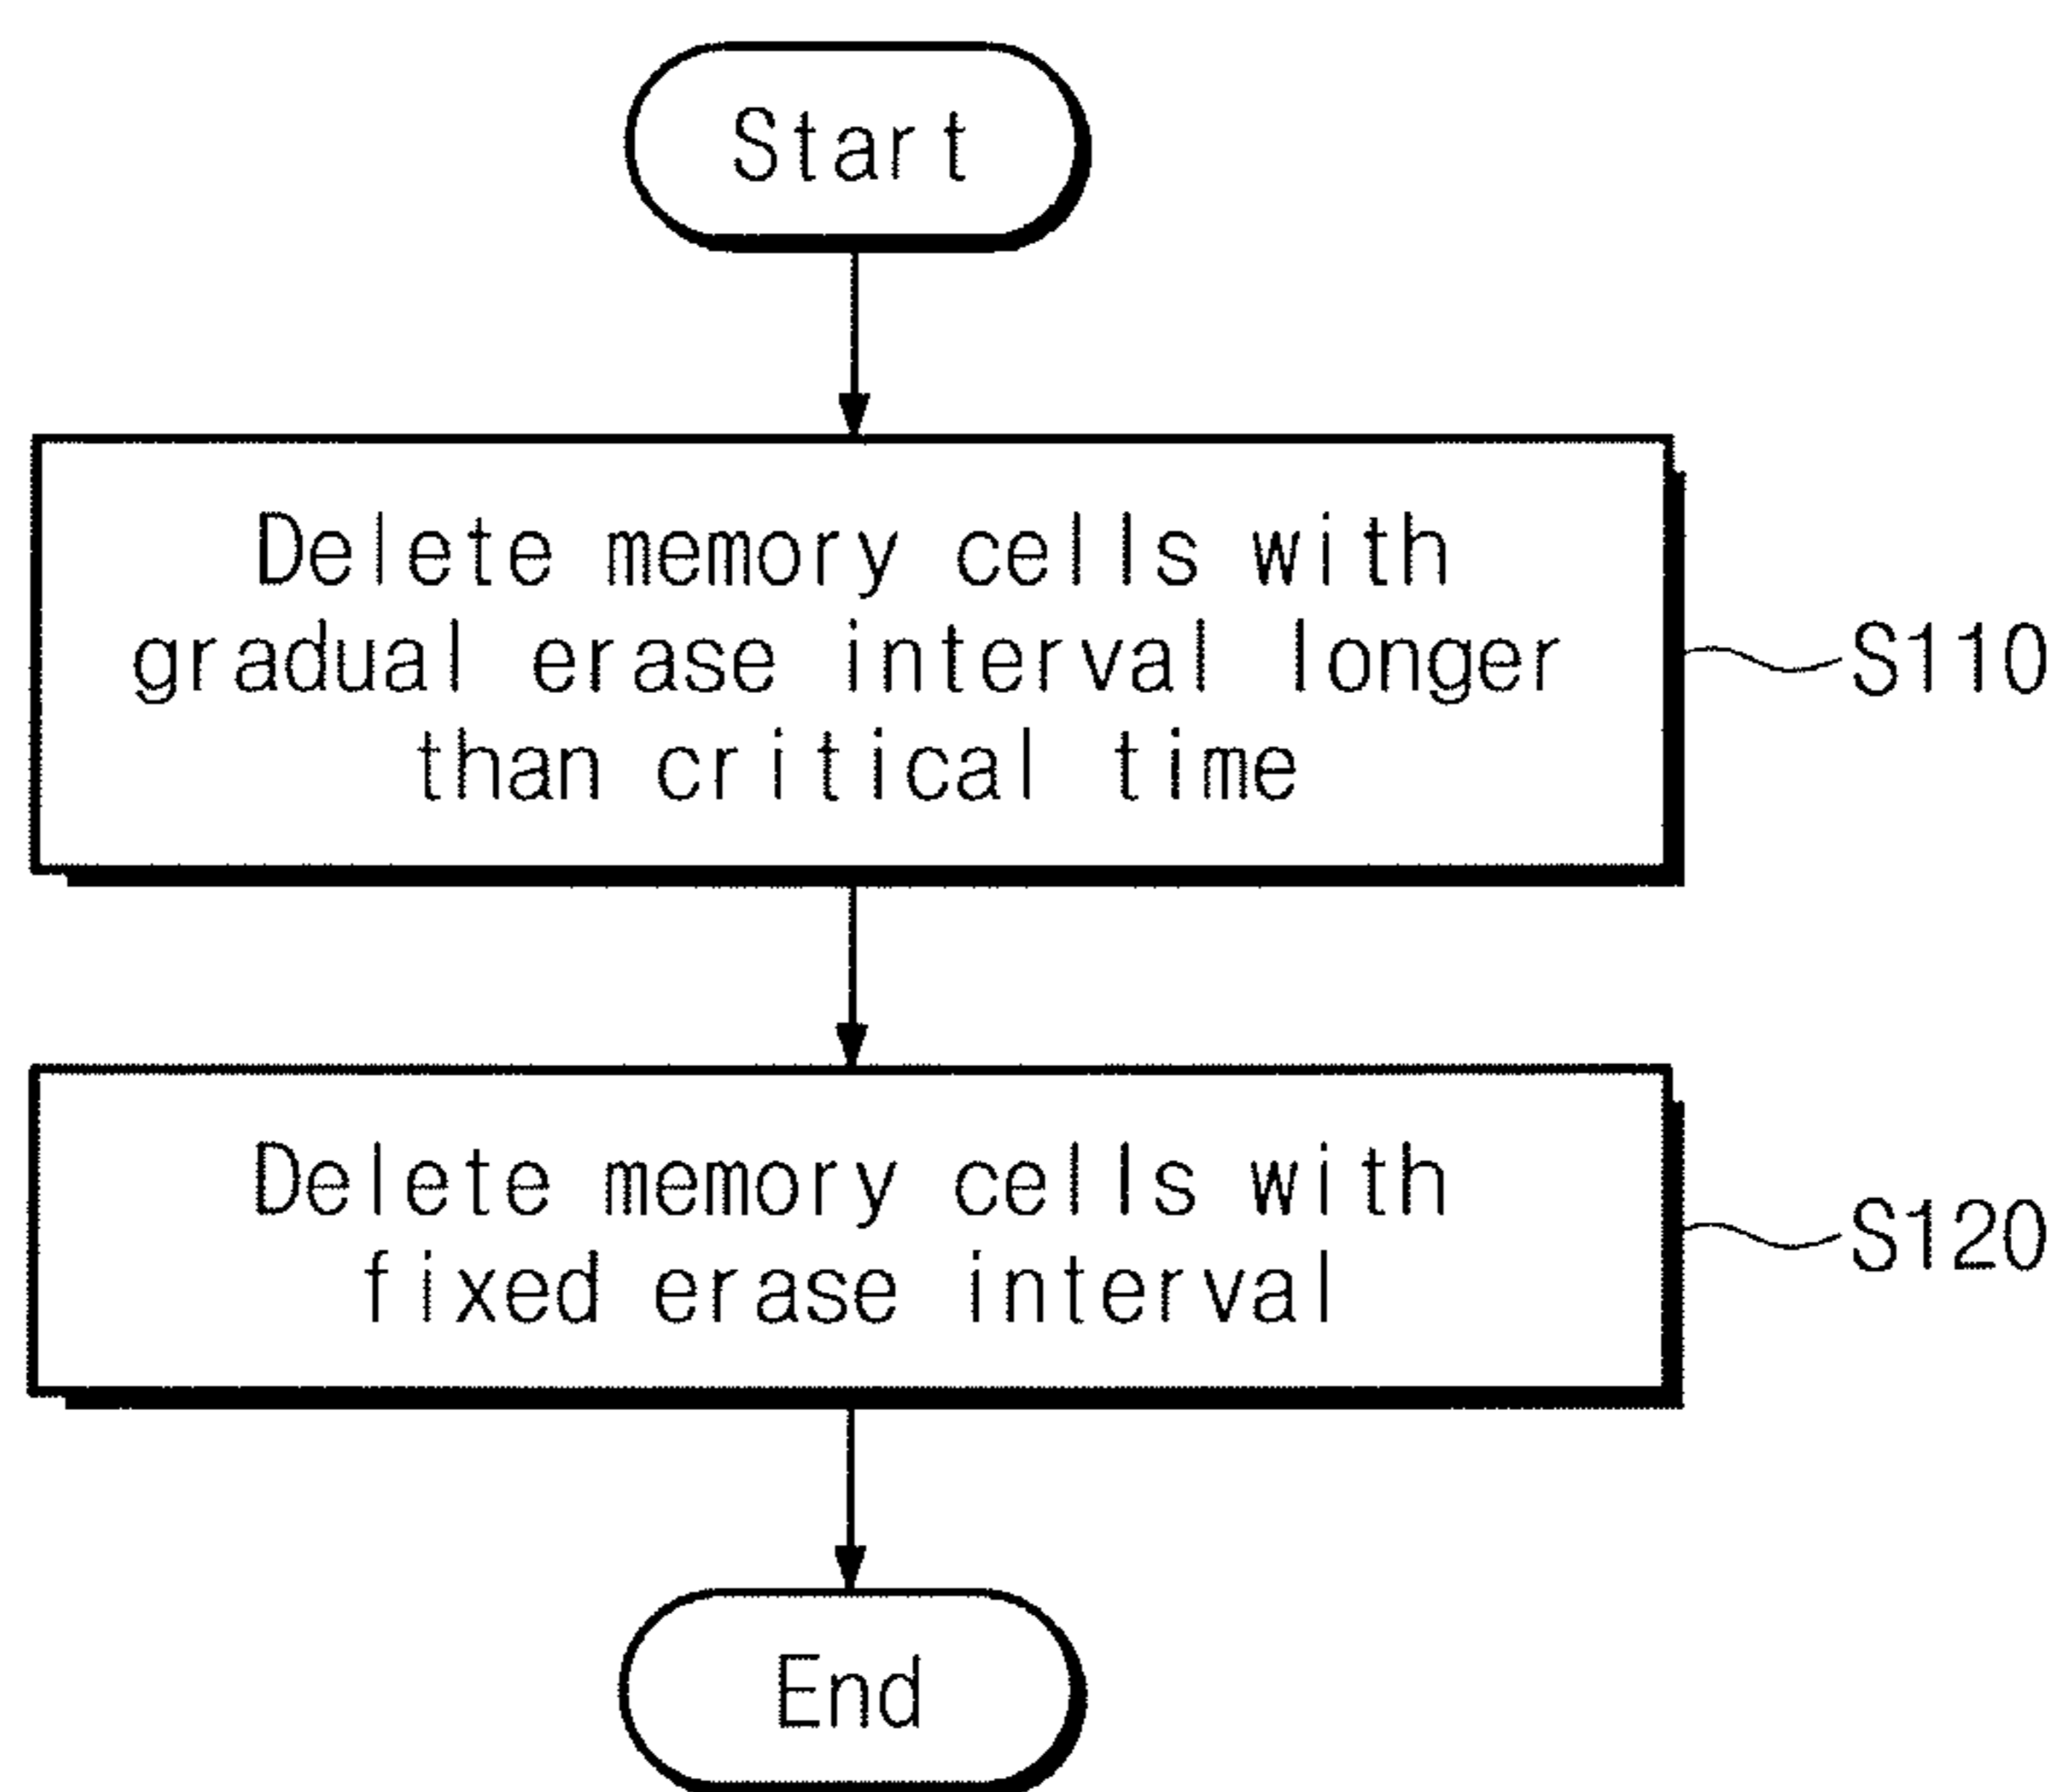 Start
Delete memory cells with
gradual erase interval longer
than critical time
S110
Delete memory cells with
fixed erase interval
S120
End